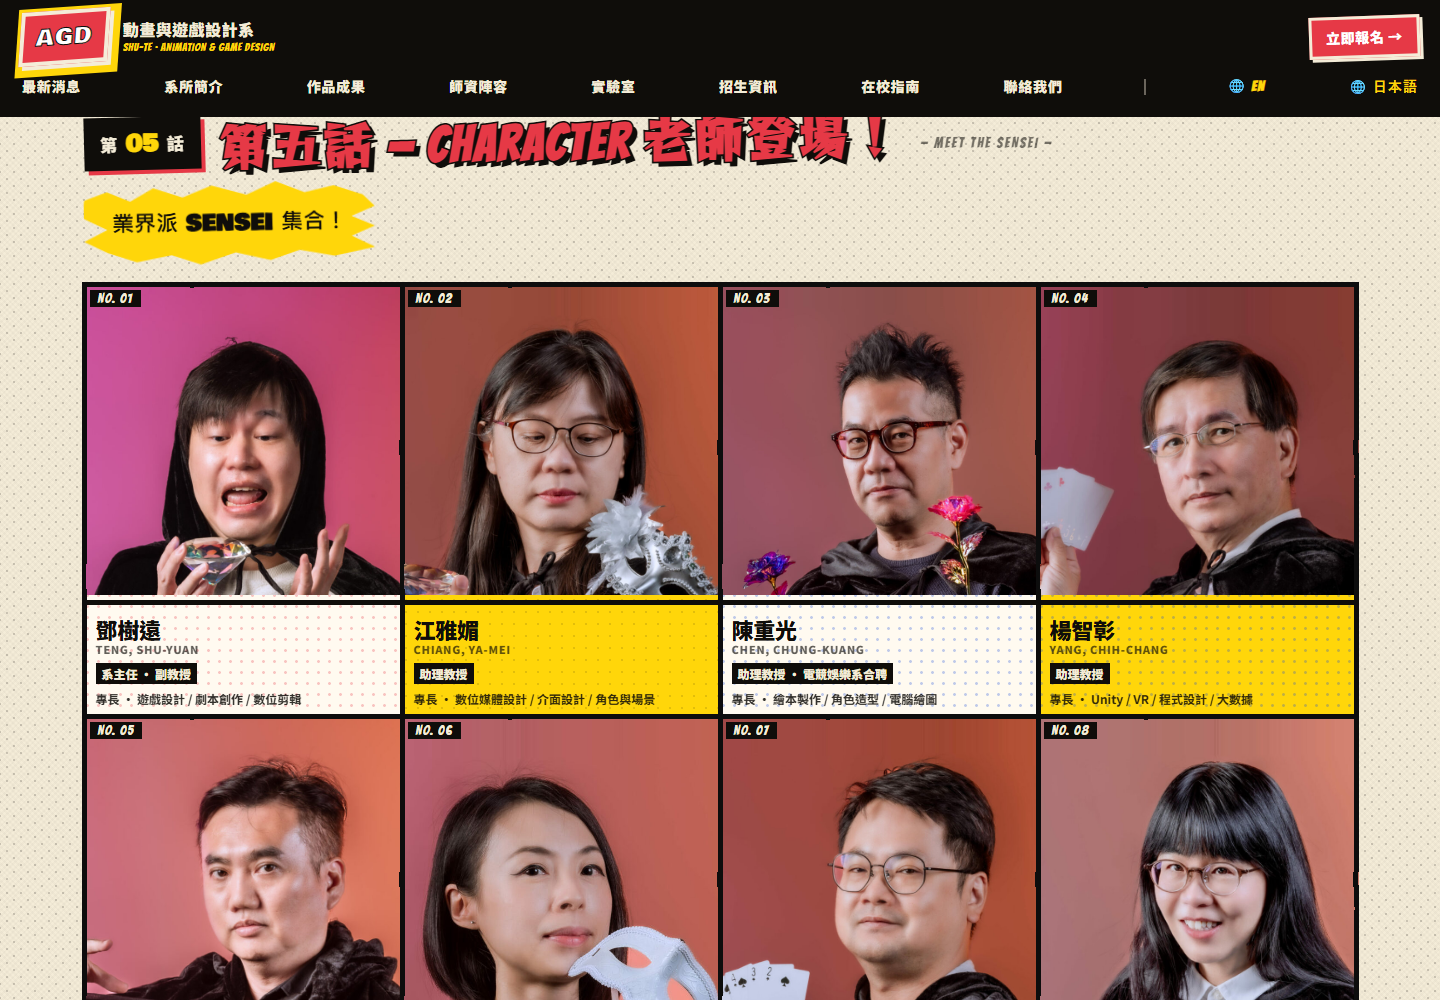 AGD
動畫與遊戲設計系
SHU-TE · ANIMATION & GAME DESIGN
立即報名 →
最新消息 系所簡介 作品成果 師資陣容 實驗室 招生資訊 在校指南 聯絡我們 | EN 日本語
第 05 話
第五話 – CHARACTER 老師登場！
– MEET THE SENSEI –
業界派 SENSEI 集合！
NO. 01
NO. 02
NO. 03
NO. 04
鄧樹遠
TENG, SHU-YUAN
系主任 · 副教授
專長 · 遊戲設計 / 劇本創作 / 數位剪輯
江雅媚
CHIANG, YA-MEI
助理教授
專長 · 數位媒體設計 / 介面設計 / 角色與場景
陳重光
CHEN, CHUNG-KUANG
助理教授 · 電競娛樂系合聘
專長 · 繪本製作 / 角色造型 / 電腦繪圖
楊智彰
YANG, CHIH-CHANG
助理教授
專長 · Unity / VR / 程式設計 / 大數據
NO. 05
NO. 06
NO. 07
NO. 08